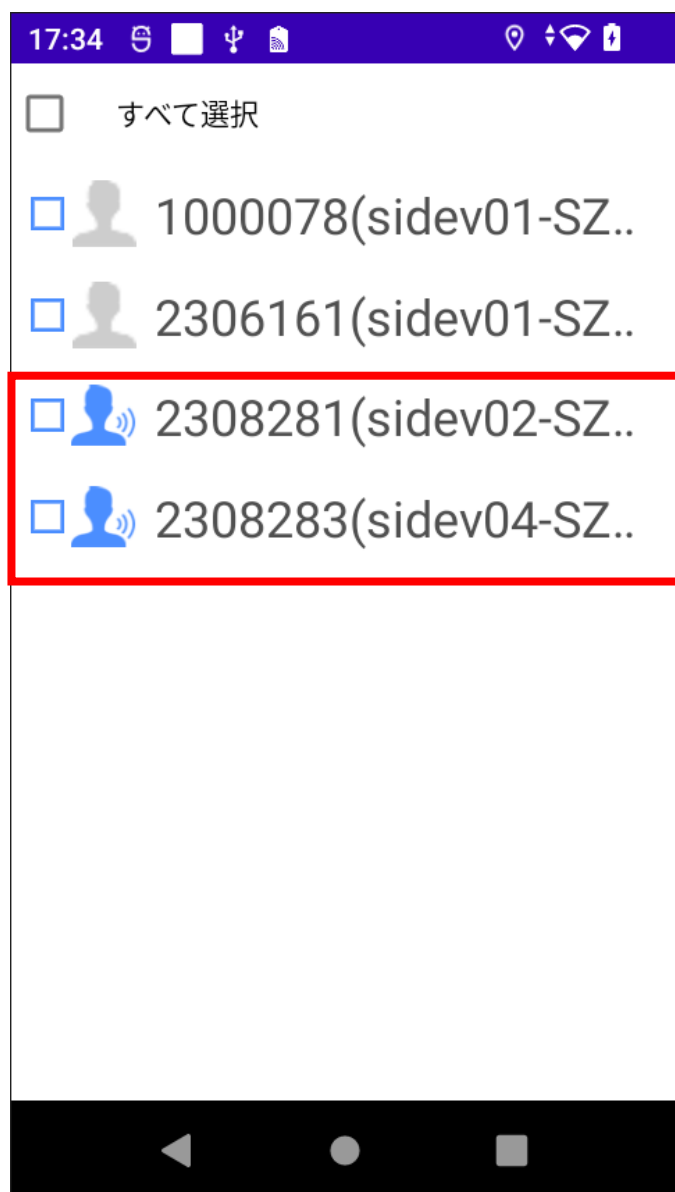 17:34
すべて選択
1000078(sidev01-SZ..
2306161(sidev01-SZ..
2308281(sidev02-SZ..
2308283(sidev04-SZ..